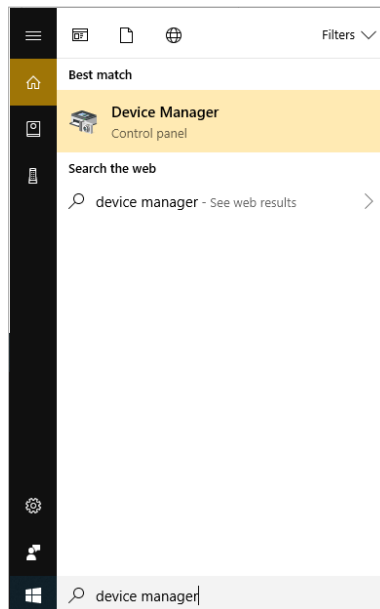 Filters
Best match
Device Manager
Control panel
Search the web
device manager - See web results
device manager